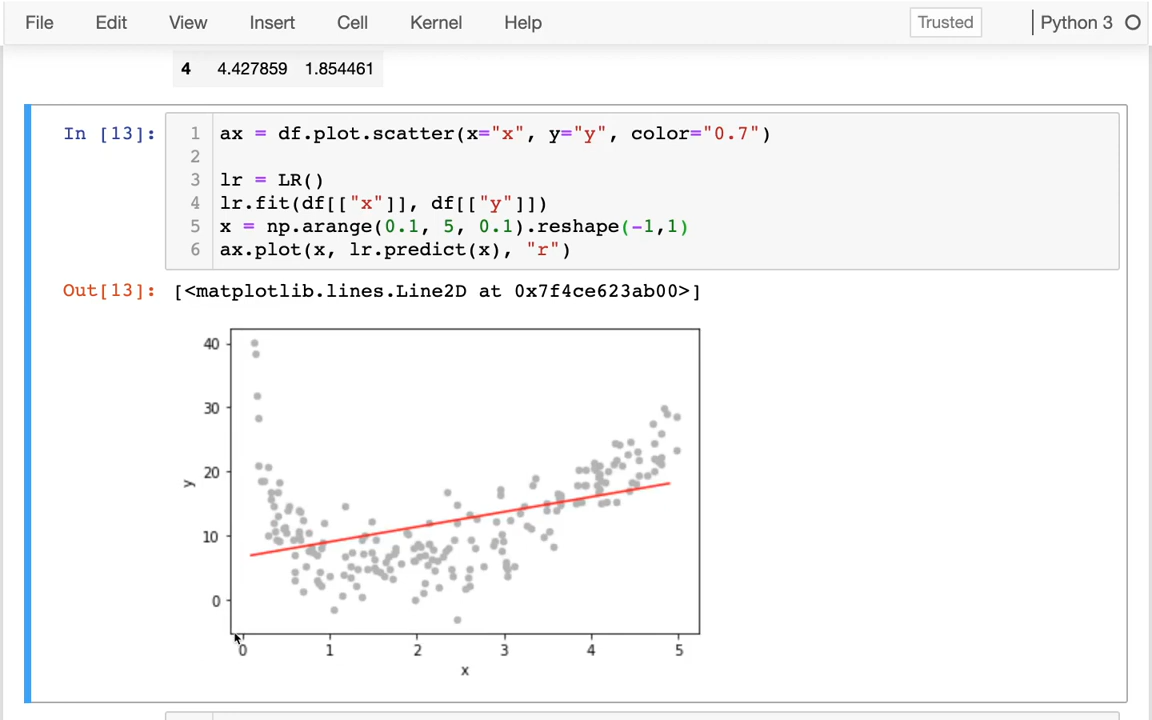 File Edit View Insert Cell Kernel Help Trusted Python 3
4 4.427859 1.854461
In [13]:
1 ax = df.plot.scatter(x="x", y="y", color="0.7")
2
3 lr = LR()
4 lr.fit(df[["x"]], df[["y"]])
5 x = np.arange(0.1, 5, 0.1).reshape(-1,1)
6 ax.plot(x, lr.predict(x), "r")
Out[13]: [<matplotlib.lines.Line2D at 0x7f4ce623ab00>]
40
30
20
y
10
0
0 1 2 3 4 5
x